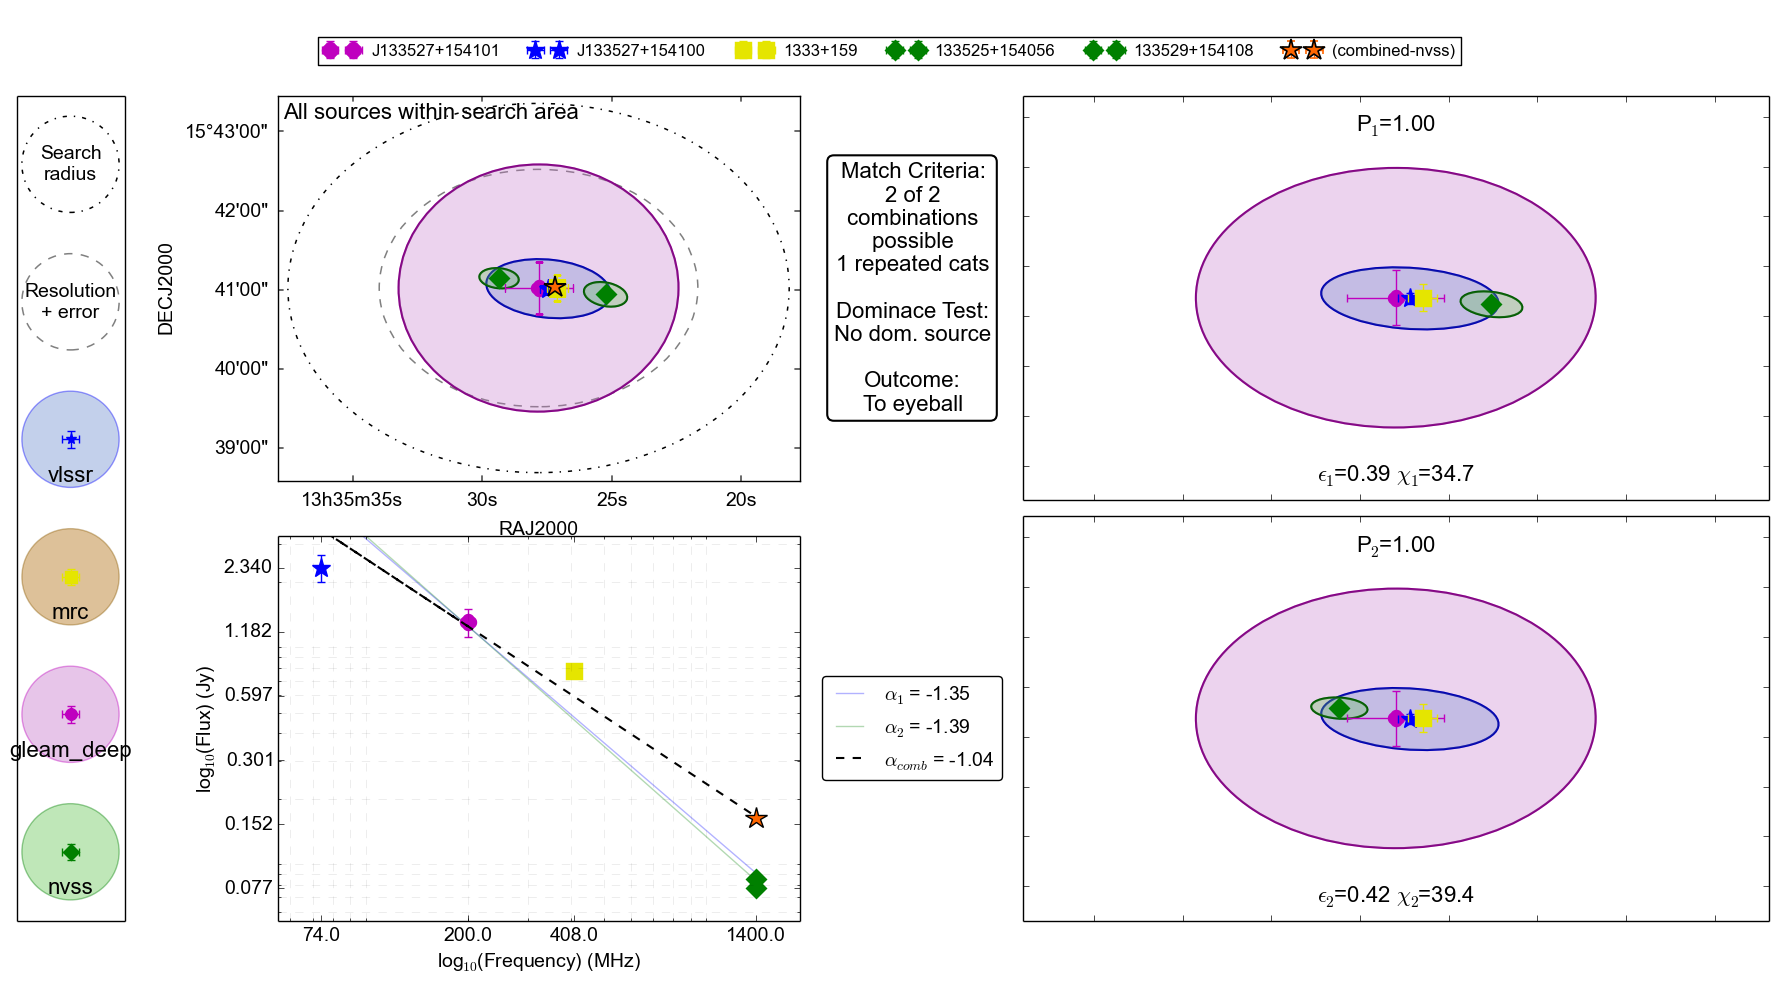 J133527+154101 J133527+154100 1333+159 133525+154056 133529+154108 (combined-nvss)
Search
radius
Resolution
+ error
vlssr
mrc
gleam_deep
nvss
All sources within search area
DECJ2000
15°43'00"
42'00"
41'00"
40'00"
39'00"
13h35m35s 30s 25s 20s
RAJ2000
Match Criteria:
2 of 2
combinations
possible
1 repeated cats
Dominace Test:
No dom. source
Outcome:
To eyeball
P₁=1.00
ϵ₁=0.39 χ₁=34.7
log₁₀(Flux) (Jy)
2.340
1.182
0.597
0.301
0.152
0.077
74.0 200.0 408.0 1400.0
log₁₀(Frequency) (MHz)
α₁ = -1.35
α₂ = -1.39
α_comb = -1.04
P₂=1.00
ϵ₂=0.42 χ₂=39.4